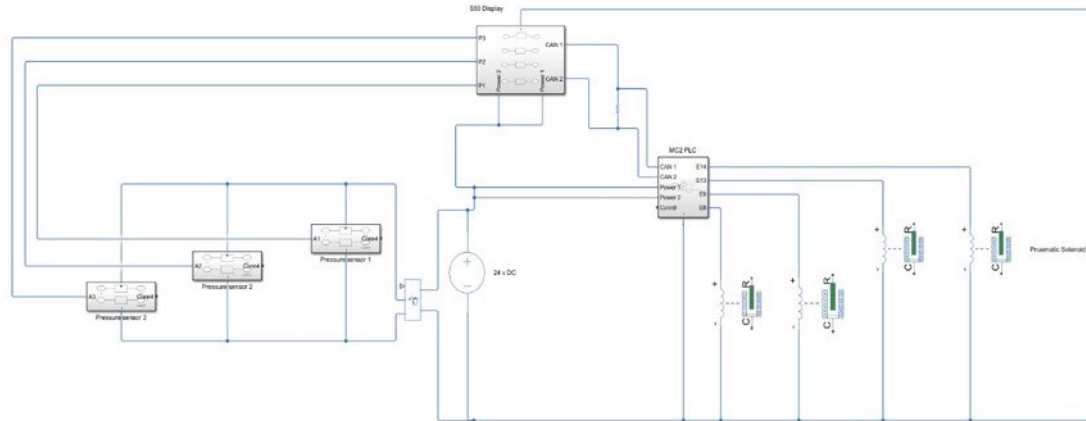 S50 Display
P3
P2
P1
CAN 1
CAN 2
Power 2
Power 1
MC2 PLC
CAN 1
CAN 2
Power 1
Power 2
Conn9
E14
E13
E9
E8
A1
Conn4
Pressure sensor 1
A2
Conn4
Pressure sensor 2
A3
Conn4
Pressure sensor 3
24 v DC
+
-
C
R
+
-
C
R
+
-
C
R
+
-
C
R
Pnuematic Solenoid